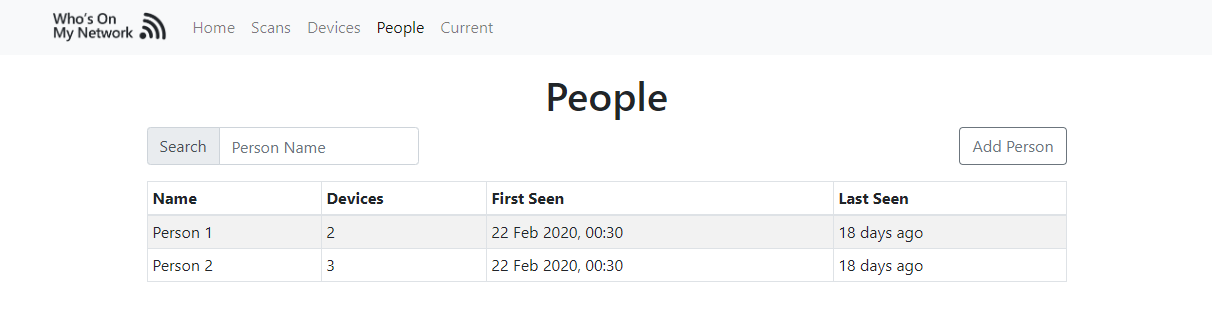 Who's On
My Network
Home Scans Devices People Current
People
Search Person Name Add Person
Name Devices First Seen Last Seen
Person 1 2 22 Feb 2020, 00:30 18 days ago
Person 2 3 22 Feb 2020, 00:30 18 days ago